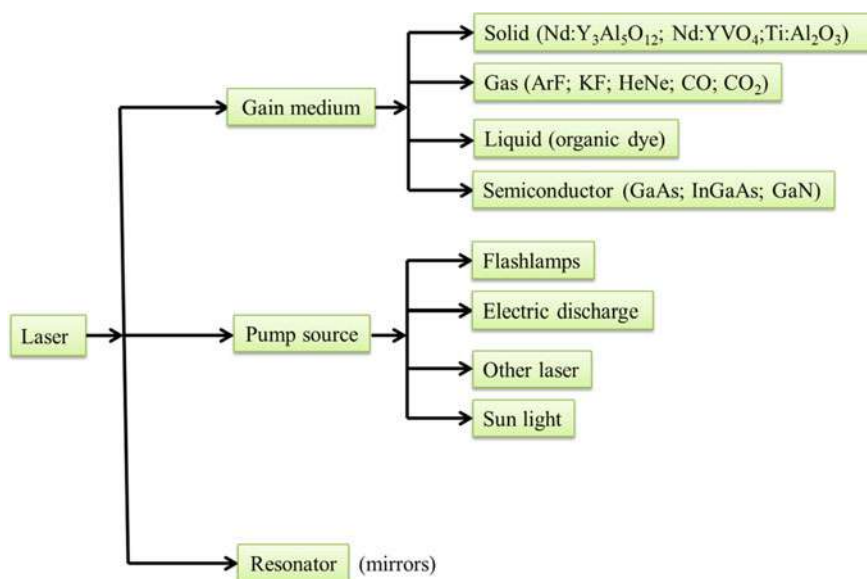 Solid (Nd:Y₃Al₅O₁₂; Nd:YVO₄;Ti:Al₂O₃)
Gas (ArF; KF; HeNe; CO; CO₂)
Gain medium
Liquid (organic dye)
Semiconductor (GaAs; InGaAs; GaN)
Flashlamps
Electric discharge
Laser
Pump source
Other laser
Sun light
Resonator (mirrors)